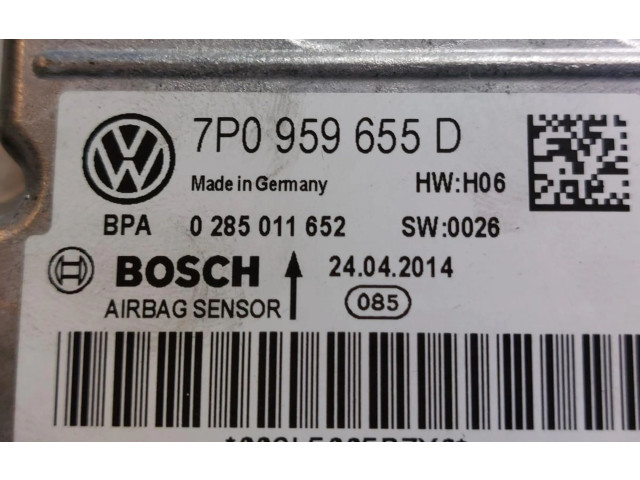 7P0 959 655 D
Made in Germany HW:H06
BPA 0 285 011 652 SW:0026
BOSCH 24.04.2014
AIRBAG SENSOR 085